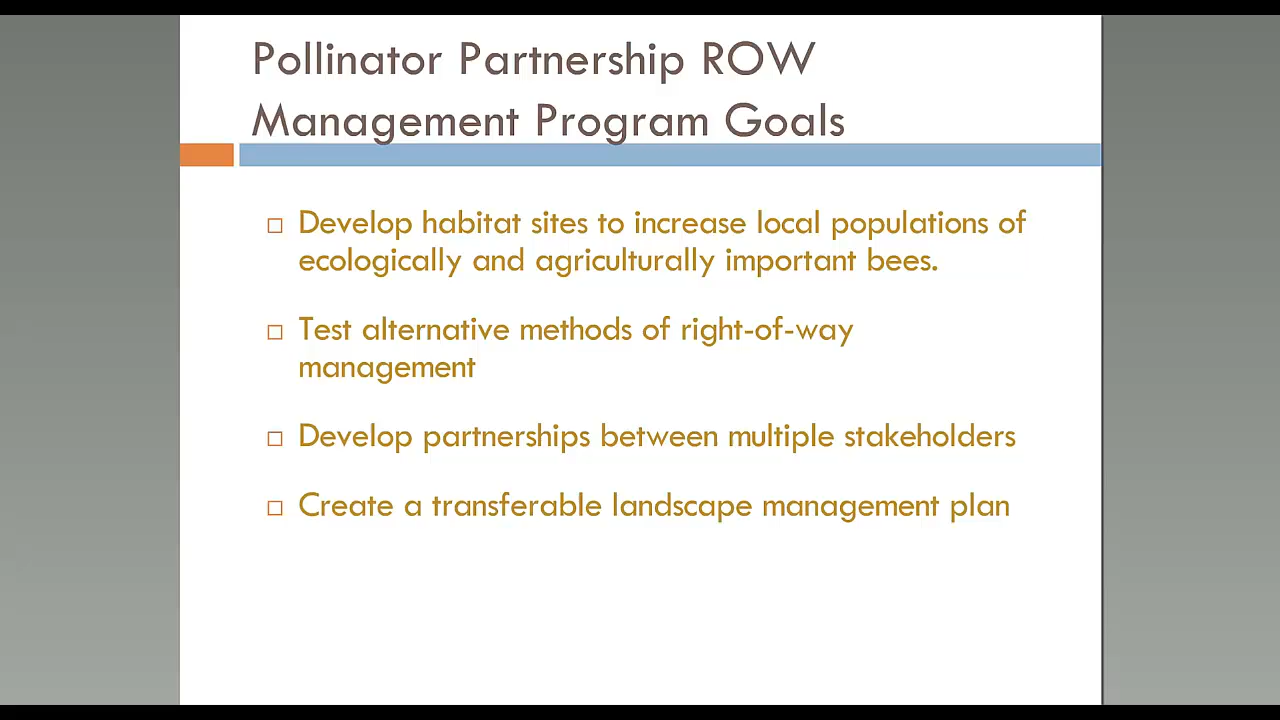 Pollinator Partnership ROW
Management Program Goals
Develop habitat sites to increase local populations of
ecologically and agriculturally important bees.
Test alternative methods of right-of-way
management
Develop partnerships between multiple stakeholders
Create a transferable landscape management plan